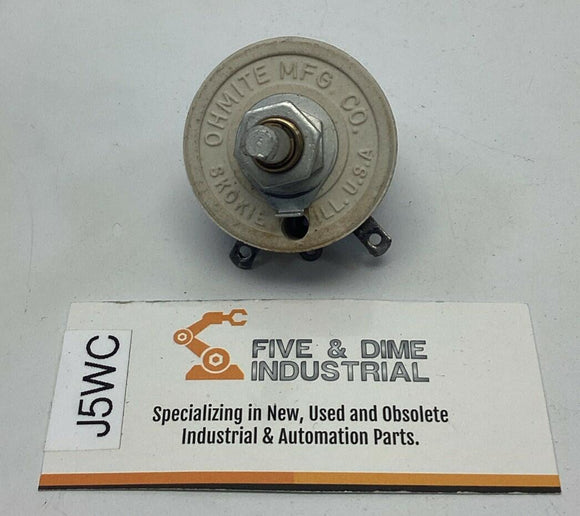 OHMITE MFG. CO.
SKOKIE ILL. U.S.A
J5WC
FIVE & DIME
INDUSTRIAL
Specializing in New, Used and Obsolete
Industrial & Automation Parts.